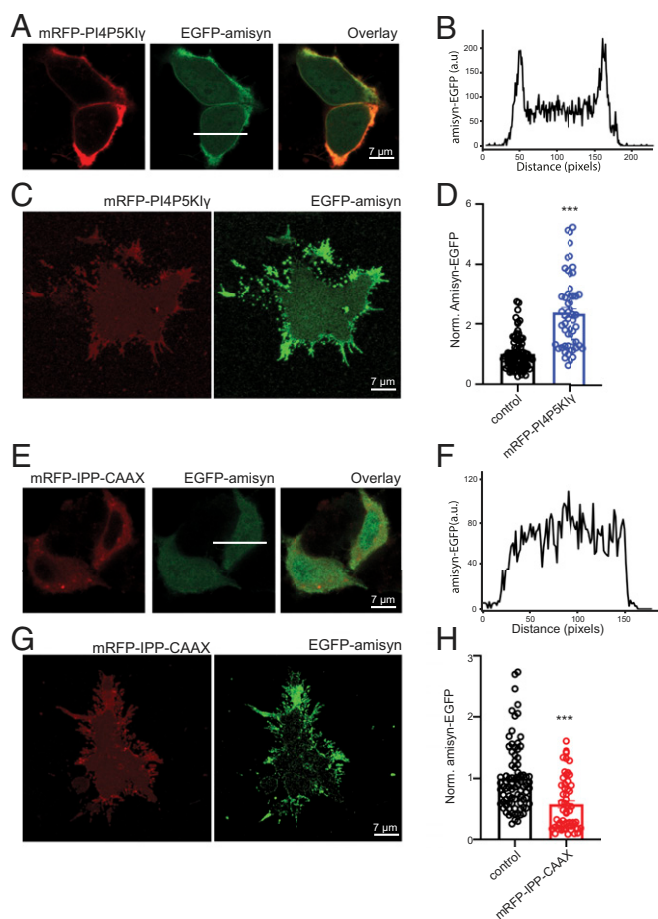 A
mRFP-PI4P5KIγ
EGFP-amisyn
Overlay
7 µm
B
amisyn-EGFP (a.u)
200
150
100
50
0
0
50
100
150
200
Distance (pixels)
C
mRFP-PI4P5KIγ
EGFP-amisyn
7 µm
D
Norm. Amisyn-EGFP
6
4
2
0
***
control
mRFP-PI4P5KIγ
E
mRFP-IPP-CAAX
EGFP-amisyn
Overlay
7 µm
F
amisyn-EGFP(a.u.)
120
80
40
0
0
50
100
150
Distance (pixels)
G
mRFP-IPP-CAAX
EGFP-amisyn
7 µm
H
Norm. amisyn-EGFP
3
2
1
0
***
control
mRFP-IPP-CAAX